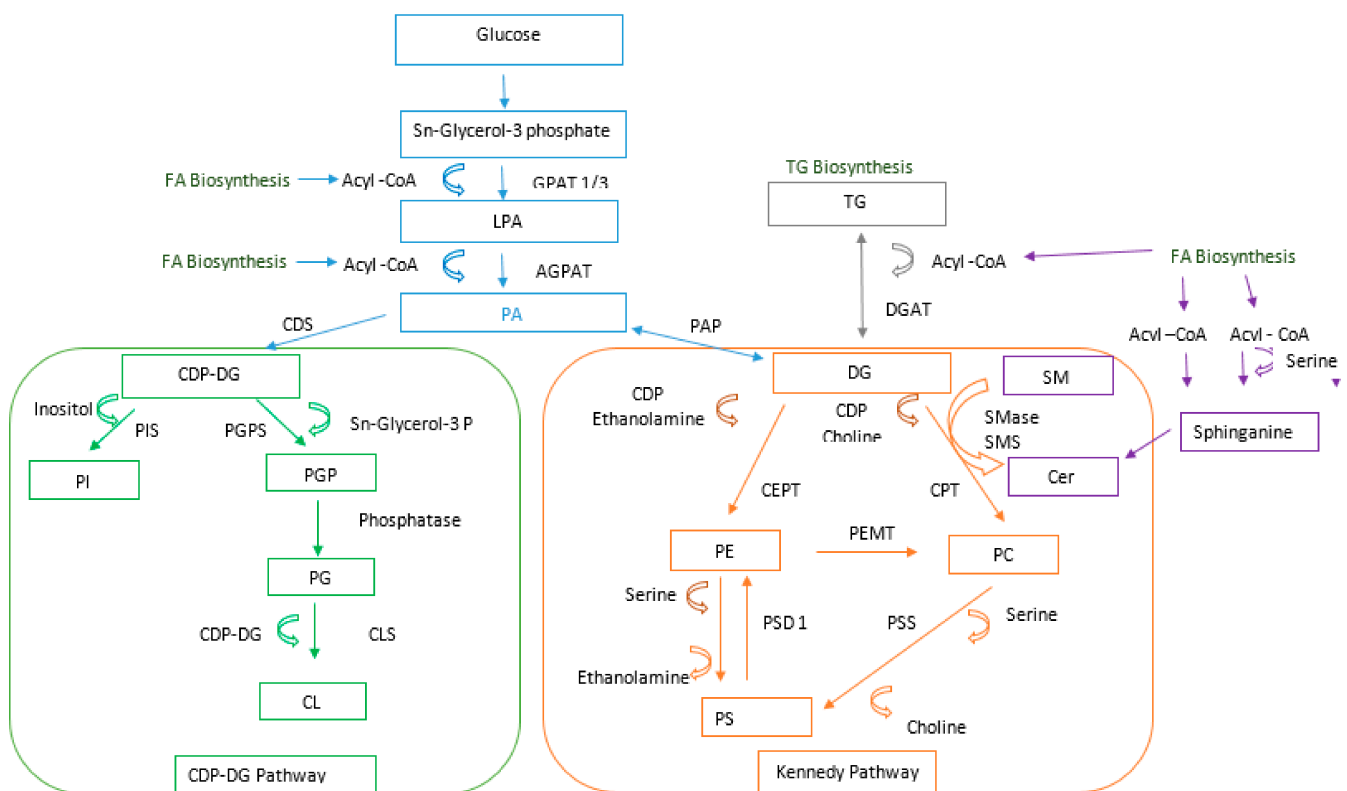 Glucose
Sn-Glycerol-3 phosphate
FA Biosynthesis
Acyl -CoA
GPAT 1/3
LPA
FA Biosynthesis
Acyl -CoA
AGPAT
PA
CDS
PAP
TG Biosynthesis
TG
Acyl -CoA
DGAT
FA Biosynthesis
Acyl –CoA
Acyl - CoA
Serine
Sphinganine
CDP-DG
Inositol
PIS
PGPS
Sn-Glycerol-3 P
PI
PGP
Phosphatase
PG
CDP-DG
CLS
CL
CDP-DG Pathway
DG
SM
CDP
Ethanolamine
CDP
Choline
SMase
SMS
Cer
CEPT
CPT
PE
PEMT
PC
Serine
PSD 1
PSS
Serine
Ethanolamine
PS
Choline
Kennedy Pathway